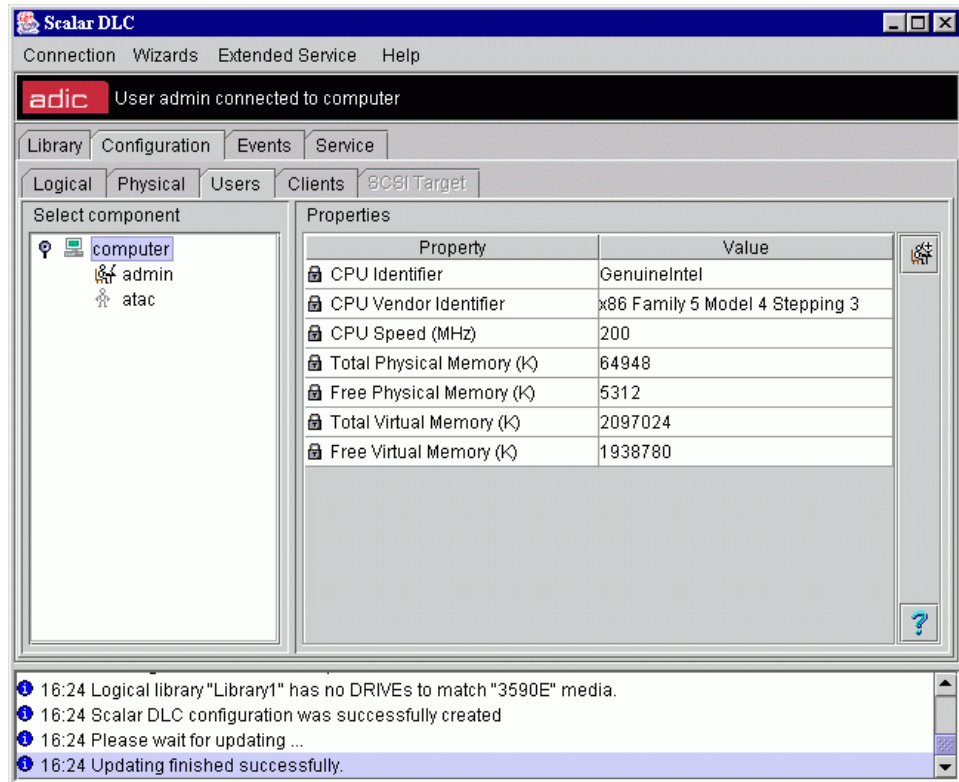 Scalar DLC
Connection Wizards Extended Service Help
adic User admin connected to computer
Library Configuration Events Service
Logical Physical Users Clients SCSI Target
Select component
computer
admin
atac
Properties
Property Value
CPU Identifier GenuineIntel
CPU Vendor Identifier x86 Family 5 Model 4 Stepping 3
CPU Speed (MHz) 200
Total Physical Memory (K) 64948
Free Physical Memory (K) 5312
Total Virtual Memory (K) 2097024
Free Virtual Memory (K) 1938780
?
16:24 Logical library "Library1" has no DRIVEs to match "3590E" media.
16:24 Scalar DLC configuration was successfully created
16:24 Please wait for updating ...
16:24 Updating finished successfully.